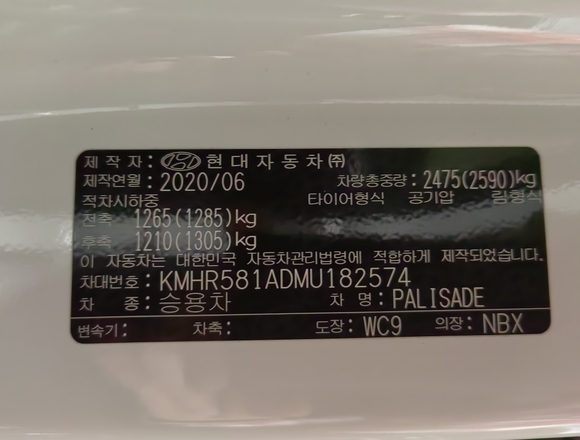 제 작 자 : 현대자동차㈜
제작연월 : 2020/06 차량총중량 : 2475(2590)kg
적차시하중 타이어형식 공기압 림형식
전축 1265(1285)kg
후축 1210(1305)kg
이 자동차는 대한민국 자동차관리법령에 적합하게 제작되었습니다.
차대번호 : KMHR581ADMU182574
차 종 : 승용차 차 명 : PALISADE
변속기 : 차축 : 도장 : WC9 의장 : NBX